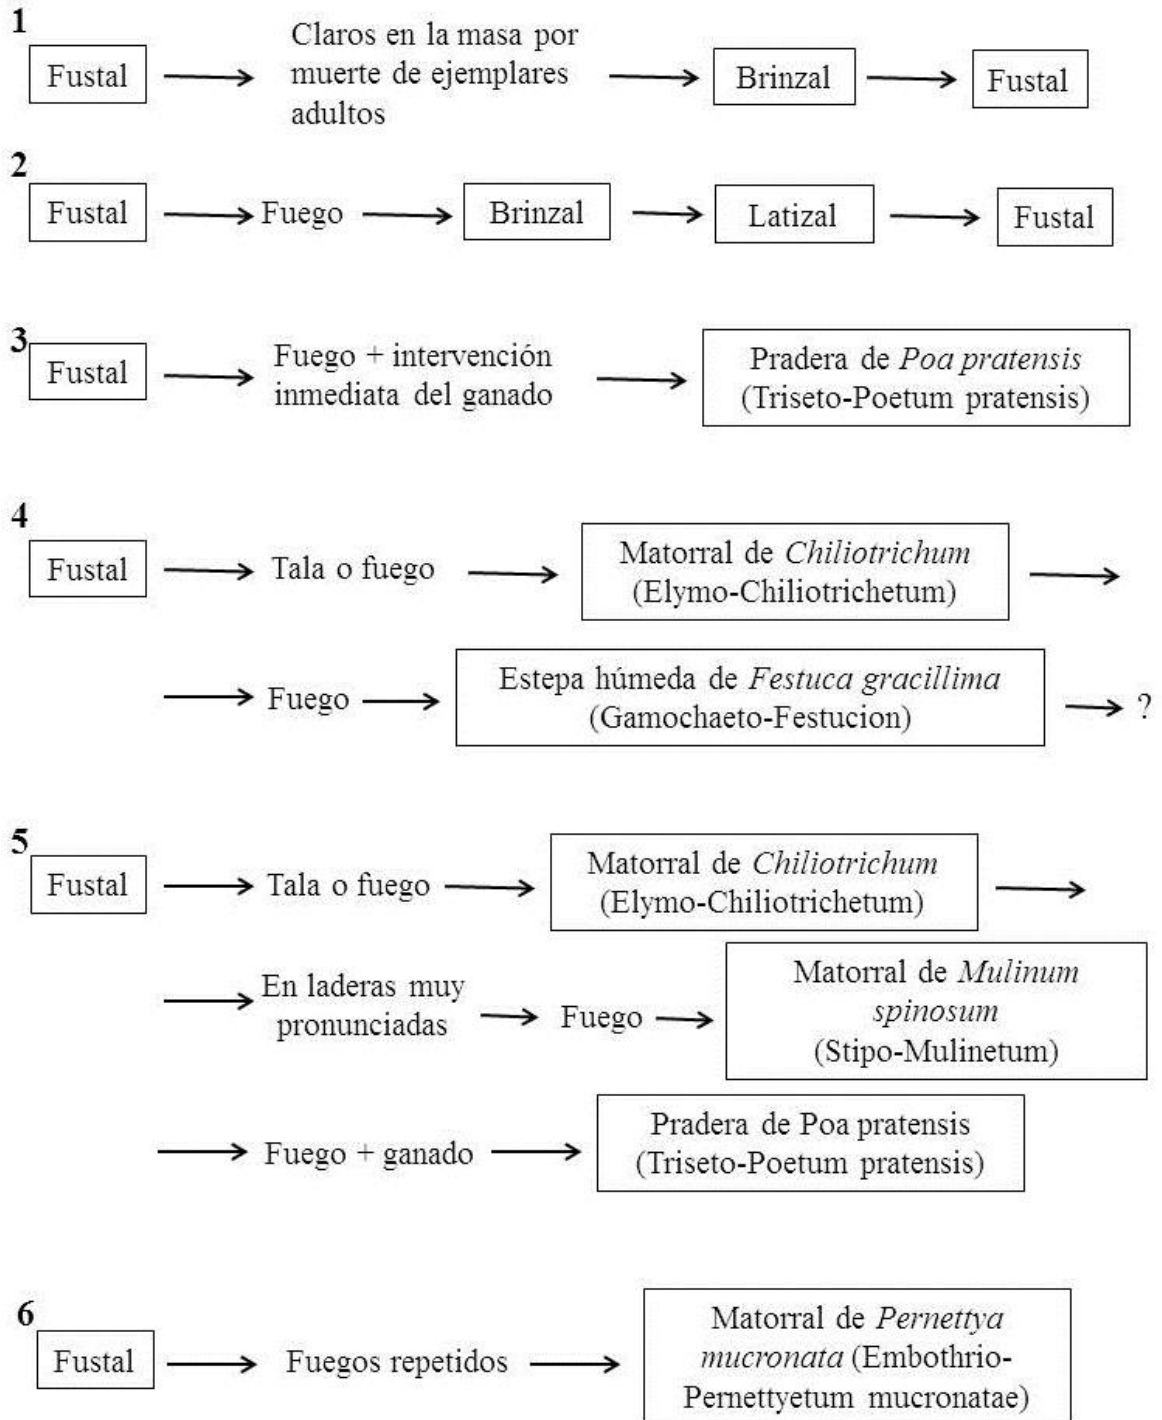 1
Fustal
Claros en la masa por
muerte de ejemplares
adultos
Brinzal
Fustal
2
Fustal
Fuego
Brinzal
Latizal
Fustal
3
Fustal
Fuego + intervención
inmediata del ganado
Pradera de Poa pratensis
(Triseto-Poetum pratensis)
4
Fustal
Tala o fuego
Matorral de Chiliotrichum
(Elymo-Chiliotrichetum)
Fuego
Estepa húmeda de Festuca gracillima
(Gamochaeto-Festucion)
?
5
Fustal
Tala o fuego
Matorral de Chiliotrichum
(Elymo-Chiliotrichetum)
En laderas muy
pronunciadas
Fuego
Matorral de Mulinum
spinosum
(Stipo-Mulinetum)
Fuego + ganado
Pradera de Poa pratensis
(Triseto-Poetum pratensis)
6
Fustal
Fuegos repetidos
Matorral de Pernettya
mucronata (Embothrio-
Pernettyetum mucronatae)